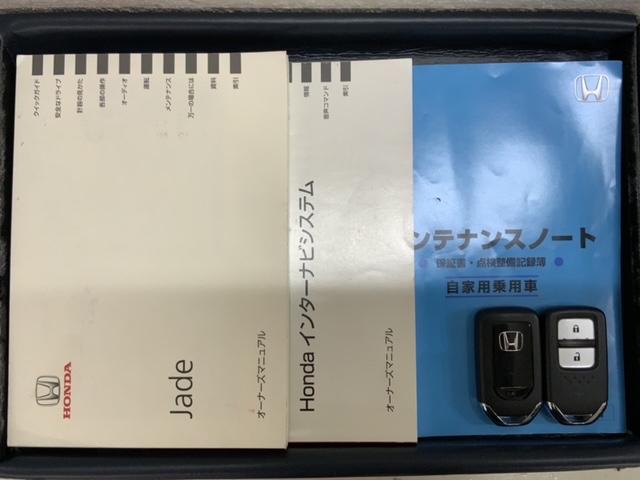 クイックガイド
安全なドライブ
計器の見かた
各部の操作
オーディオ
運転
メンテナンス
万一の場合には
資料
索引
HONDA
Jade
オーナーズマニュアル
情報
音声コマンド
索引
Honda インターナビシステム
オーナーズマニュアル
ンテナンスノート
保証書・点検整備記録簿
自家用乗用車